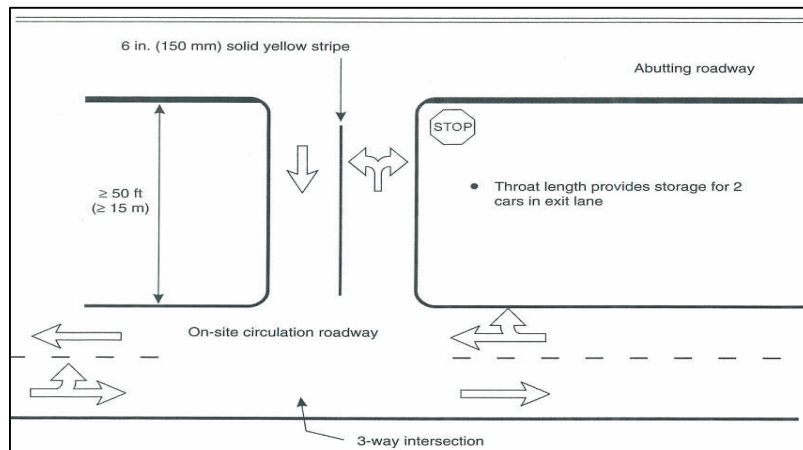 6 in. (150 mm) solid yellow stripe
Abutting roadway
STOP
≥ 50 ft
(≥ 15 m)
• Throat length provides storage for 2
cars in exit lane
On-site circulation roadway
3-way intersection